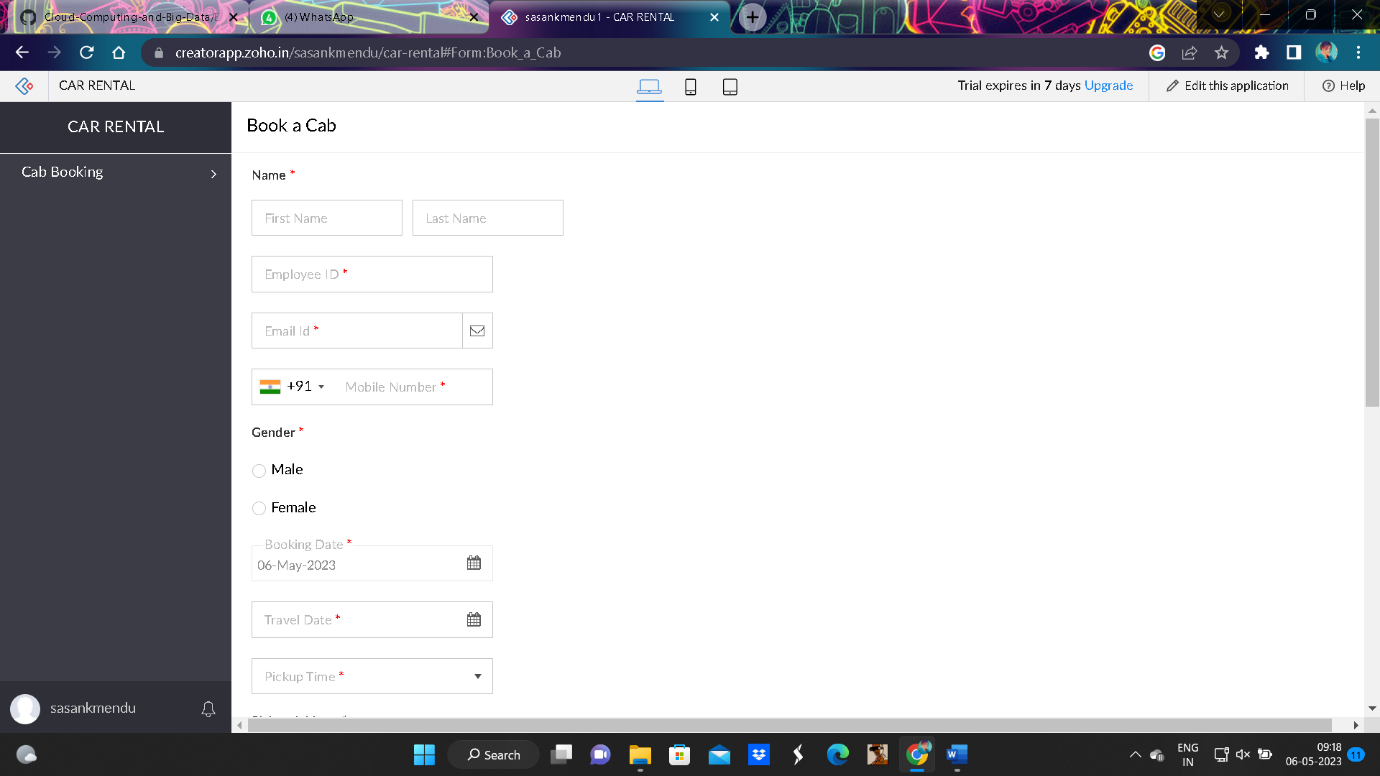 Cloud-Computing-and-Big-Data/
(4) WhatsApp
sasankmendu1 - CAR RENTAL
creatorapp.zoho.in/sasankmendu/car-rental#Form:Book_a_Cab
CAR RENTAL
Trial expires in 7 days Upgrade
Edit this application
Help
CAR RENTAL
Cab Booking
Book a Cab
Name *
First Name
Last Name
Employee ID *
Email Id *
+91
Mobile Number *
Gender *
Male
Female
Booking Date *
06-May-2023
Travel Date *
Pickup Time *
sasankmendu
Search
ENG
IN
09:18
06-05-2023
11